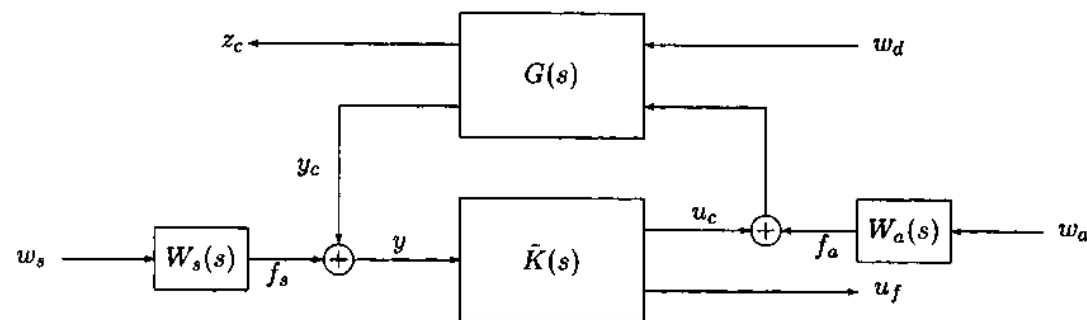 z_c
w_d
G(s)
y_c
w_s
W_s(s)
f_s
+
y
K̃(s)
u_c
+
f_a
W_a(s)
w_a
u_f